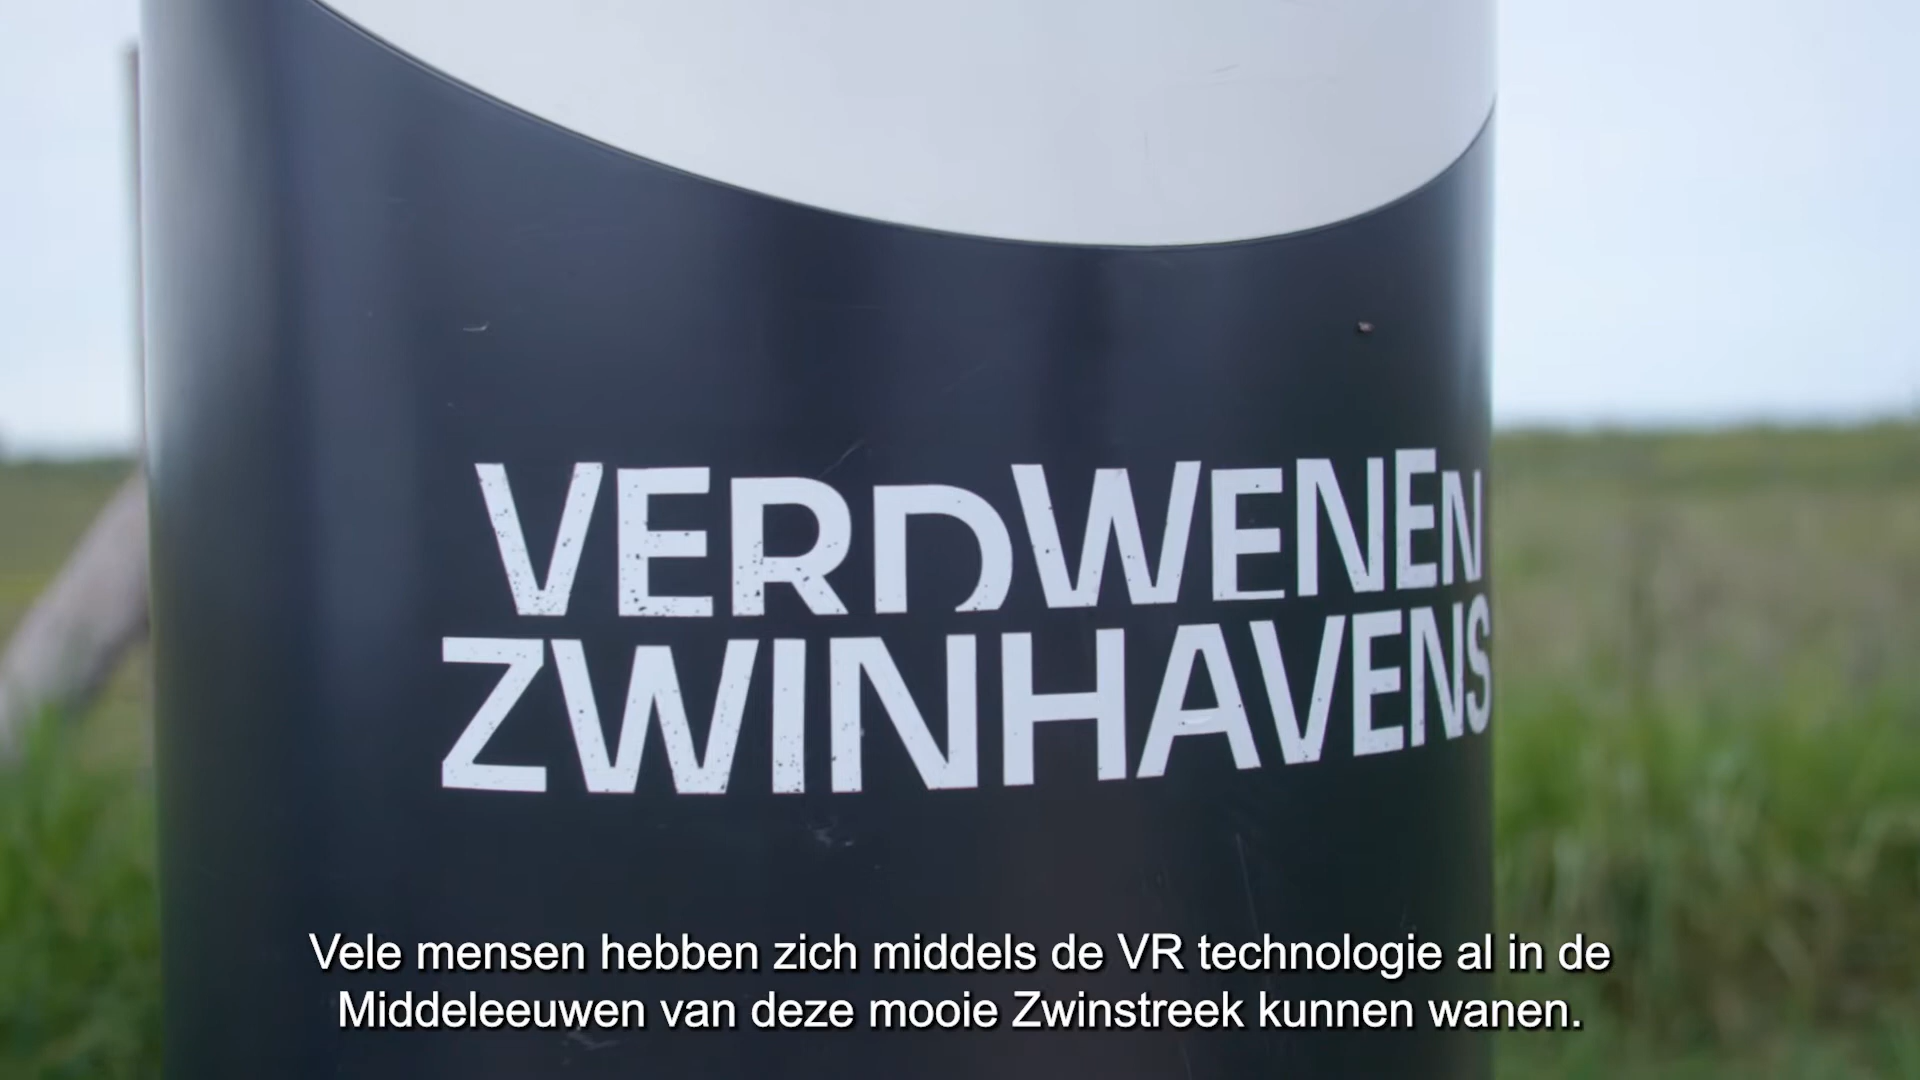 VERDWENEN
ZWINHAVENS
Vele mensen hebben zich middels de VR technologie al in de
Middeleeuwen van deze mooie Zwinstreek kunnen wanen.